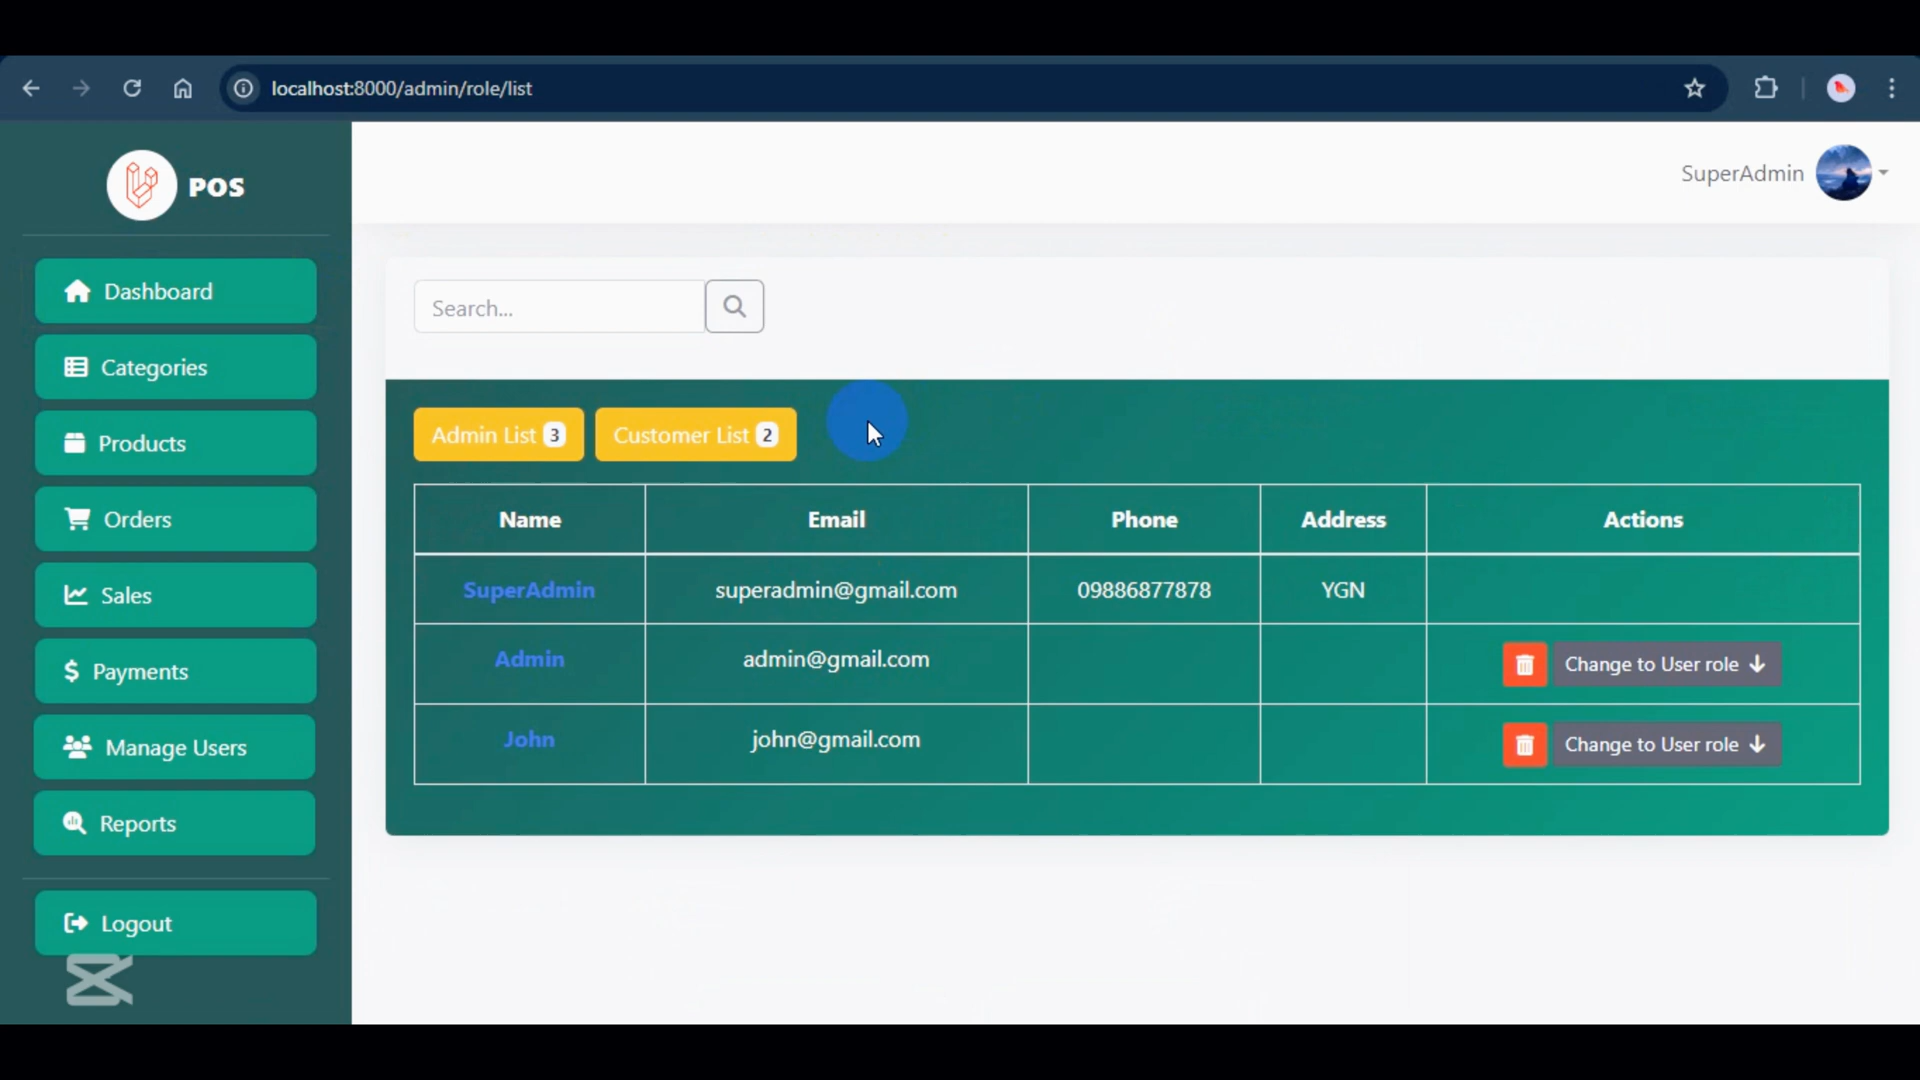 localhost:8000/admin/role/list
POS
SuperAdmin
Dashboard
Categories
Products
Orders
Sales
Payments
Manage Users
Reports
Logout
Search...
Admin List 3 Customer List 2
Name Email Phone Address Actions
SuperAdmin superadmin@gmail.com 09886877878 YGN
Admin admin@gmail.com Change to User role
John john@gmail.com Change to User role